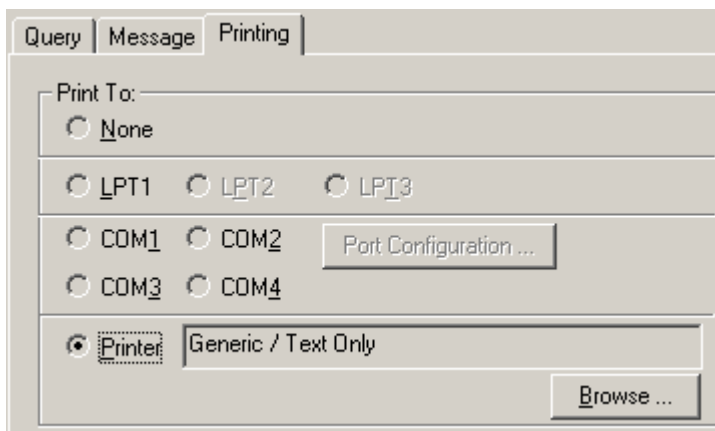 Query Message Printing
Print To:
None
LPT1 LPT2 LPT3
COM1 COM2 Port Configuration ...
COM3 COM4
Printer Generic / Text Only
Browse ...